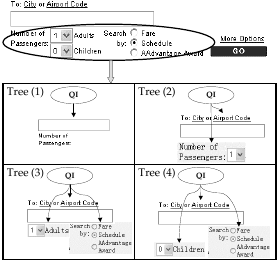 To: City or Airport Code
Number of Passengers: 1 Adults Search by: Fare
Schedule
0 Children AAdvantage Award
More Options
GO
Tree (1)
QI
Number of
Passengers:
Tree (2)
QI
To: City or Airport Code
Number of
Passengers: 1
Tree (3)
QI
To: City or Airport Code
1 Adults
Search by: Fare
Schedule
AAdvantage
Award
Tree (4)
QI
To: City or Airport Code
0 Children
Search by: Fare
Schedule
AAdvantage
Award